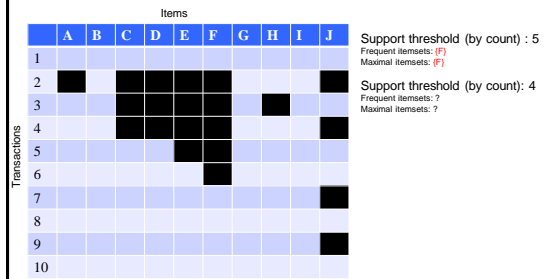 Items
A B C D E F G H I J
Transactions
1
2
3
4
5
6
7
8
9
10
Support threshold (by count) : 5
Frequent itemsets: {F}
Maximal itemsets: {F}
Support threshold (by count): 4
Frequent itemsets: ?
Maximal itemsets: ?